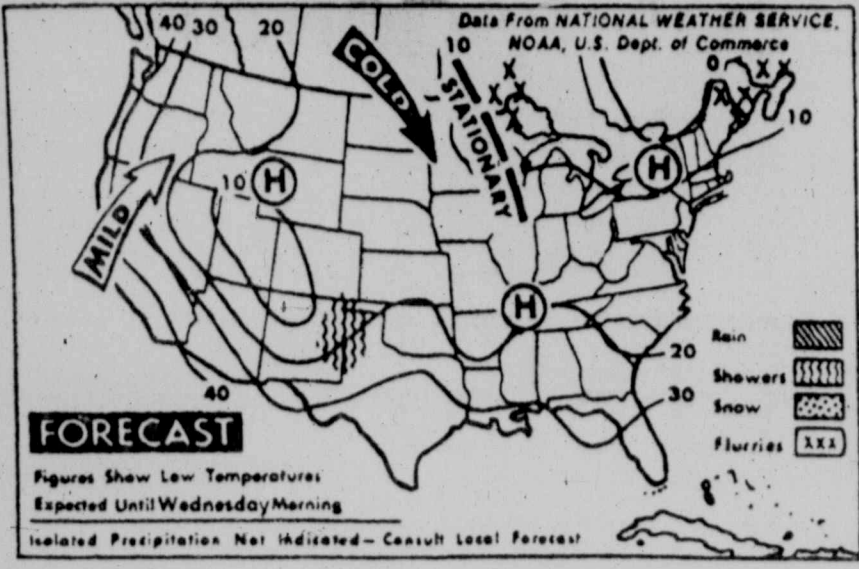 Data From NATIONAL WEATHER SERVICE,
NOAA, U.S. Dept. of Commerce
40 30 20
10
0
10
COLD
STATIONARY
H
10
H
MILD
H
20
30
40
Rain
Showers
Snow
Flurries
XXX
FORECAST
Figures Show Low Temperatures
Expected Until Wednesday Morning
Isolated Precipitation Not Indicated — Consult Local Forecast